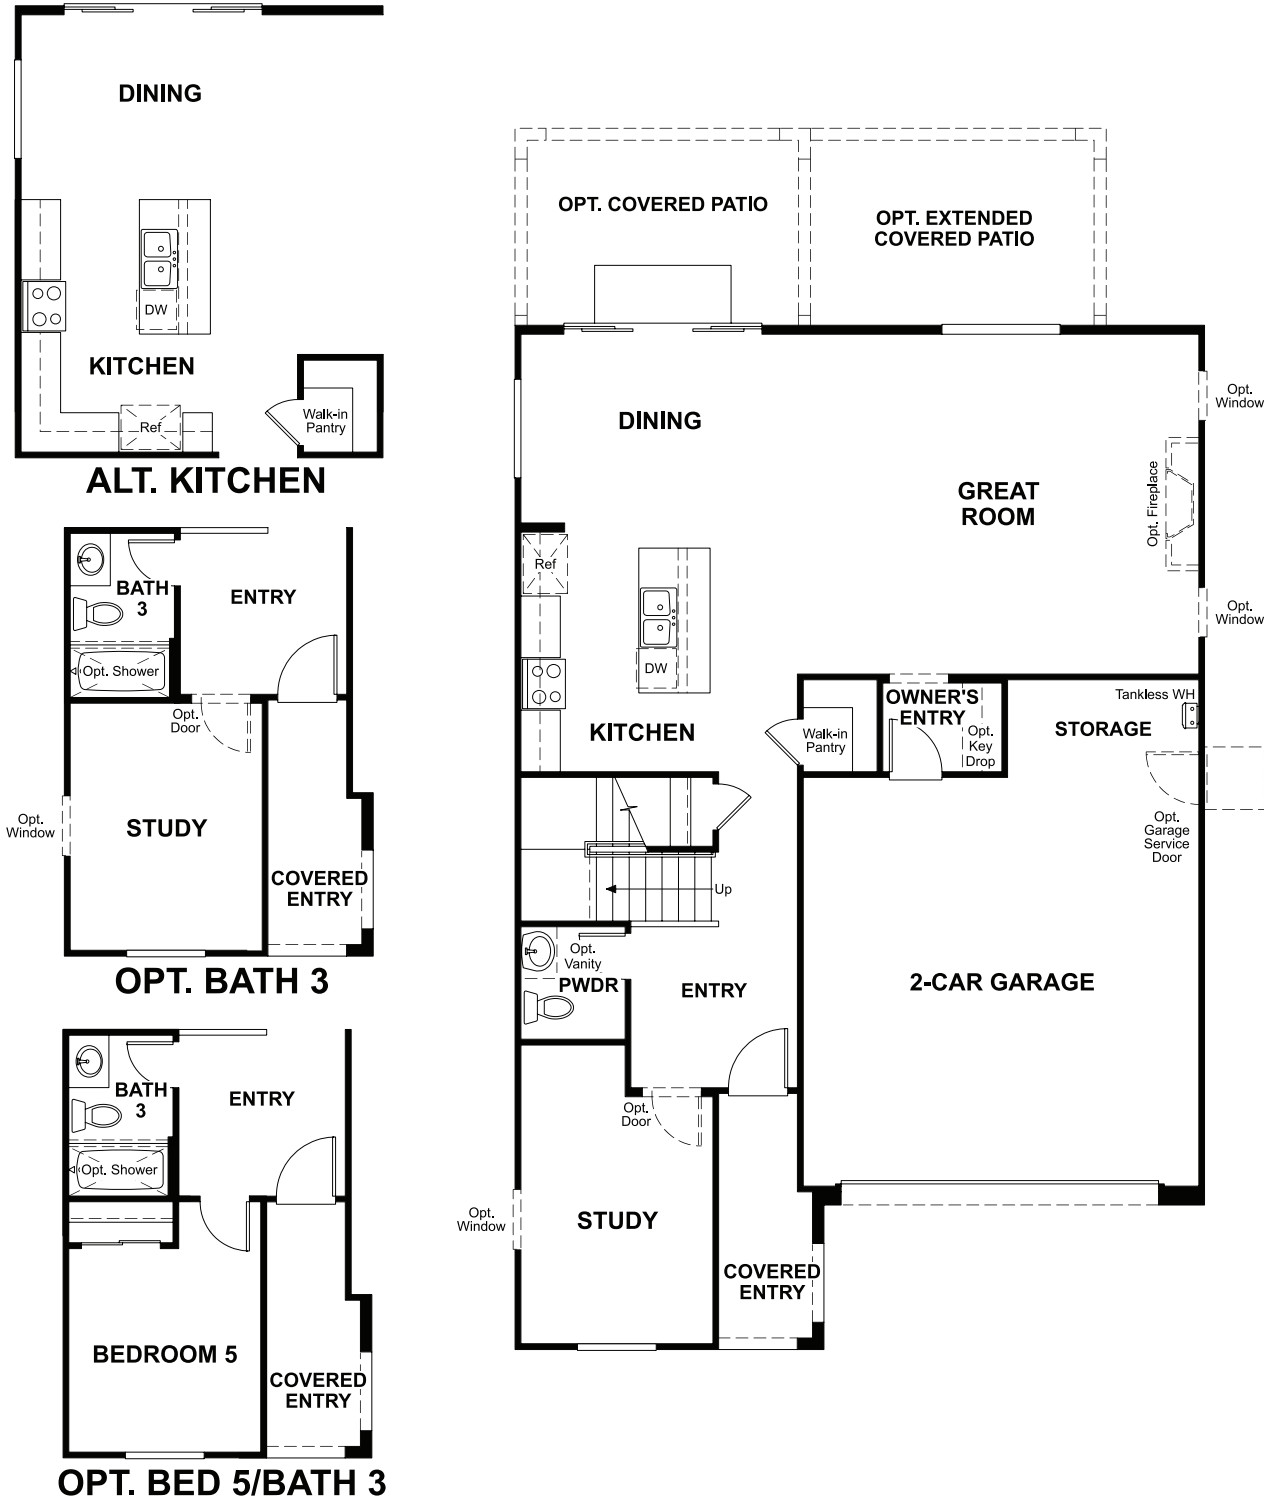 DINING
DW
KITCHEN
Ref
Walk-in
Pantry
ALT. KITCHEN
BATH
3
ENTRY
Opt. Shower
Opt.
Door
Opt.
Window
STUDY
COVERED
ENTRY
OPT. BATH 3
BATH
3
ENTRY
Opt. Shower
BEDROOM 5
COVERED
ENTRY
OPT. BED 5/BATH 3
OPT. COVERED PATIO
OPT. EXTENDED
COVERED PATIO
DINING
GREAT
ROOM
Opt.
Window
Opt. Fireplace
Opt.
Window
Ref
DW
KITCHEN
Walk-in
Pantry
OWNER'S
ENTRY
Opt.
Key
Drop
Tankless WH
STORAGE
Opt.
Garage
Service
Door
Up
Opt.
Vanity
PWDR
ENTRY
2-CAR GARAGE
Opt.
Door
Opt.
Window
STUDY
COVERED
ENTRY